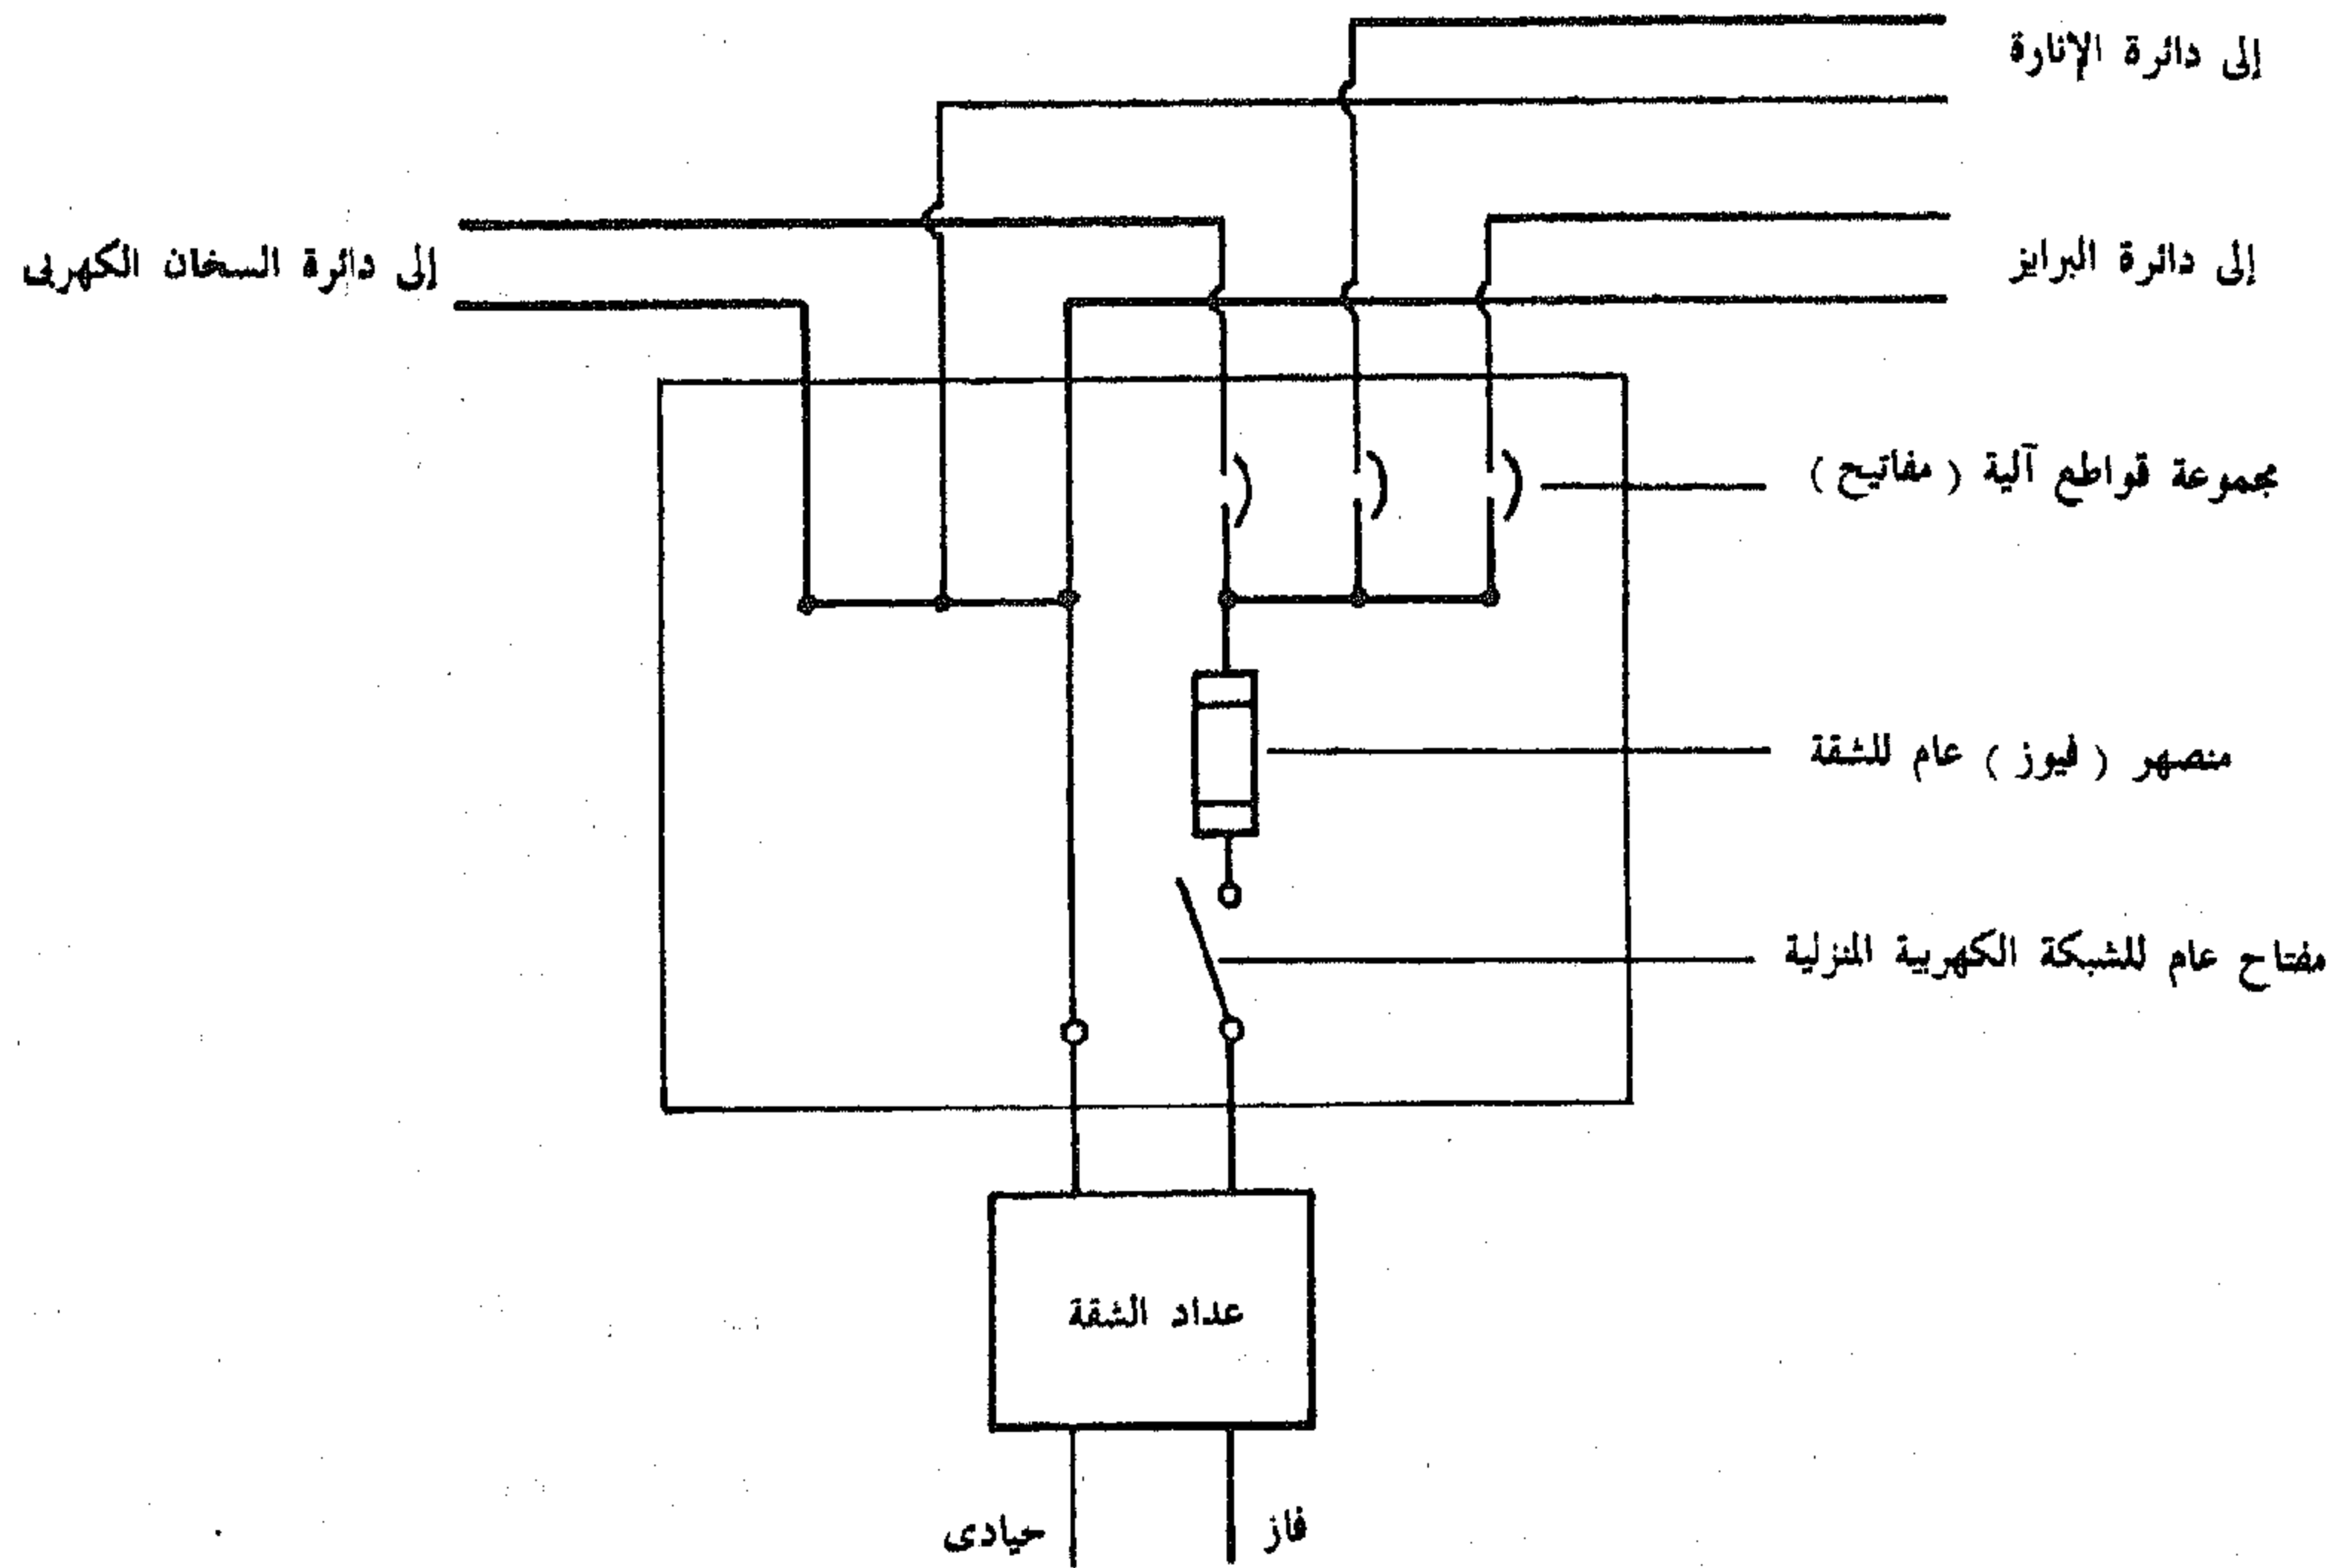 إلى دائرة الإنارة
إلى دائرة البرايز
إلى دائرة السخان الكهربى
مجموعة قواطع آلية ( مفاتيح )
منصهر ( فيوز ) عام للشقة
مفتاح عام للشبكة الكهربية المنزلية
عداد الشقة
فاز
حيادى